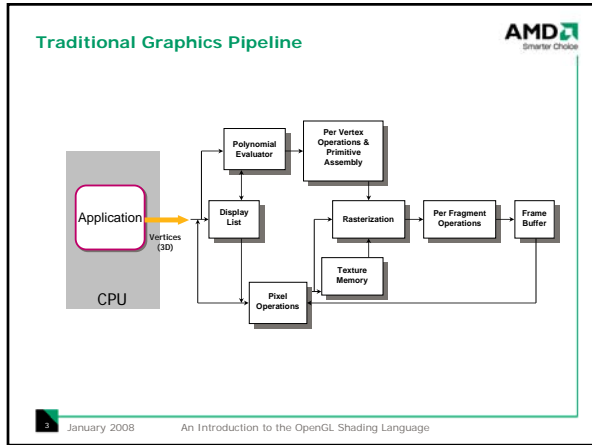 Traditional Graphics Pipeline
AMD
Smarter Choice
Polynomial
Evaluator
Per Vertex
Operations &
Primitive
Assembly
Application
Vertices
(3D)
Display
List
Rasterization
Per Fragment
Operations
Frame
Buffer
Texture
Memory
Pixel
Operations
CPU
3
January 2008
An Introduction to the OpenGL Shading Language